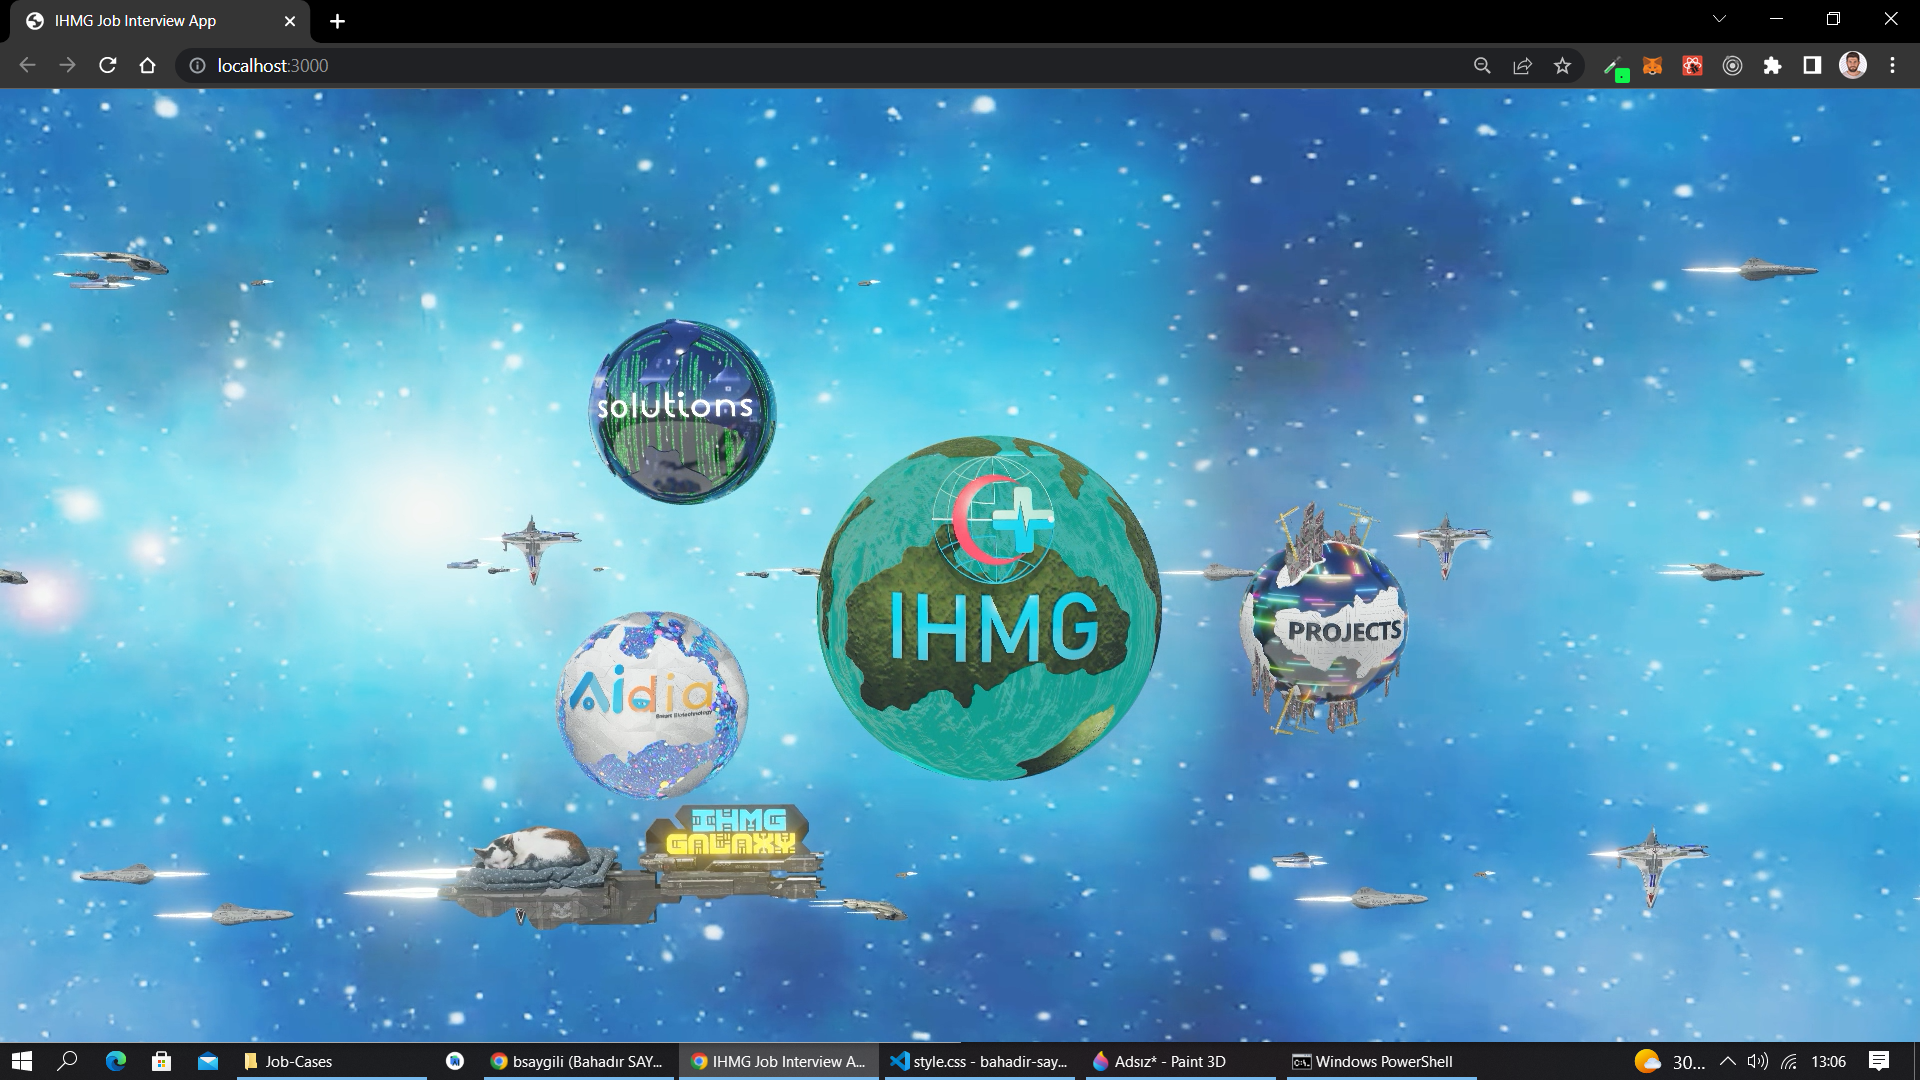 IHMG Job Interview App
localhost:3000
solutions
IHMG
PROJECTS
Aidia
Breast Biotechnology
IHMG
GALAXY
Job-Cases
bsaygili (Bahadır SAY...
IHMG Job Interview A...
style.css - bahadir-say...
Adsız* - Paint 3D
Windows PowerShell
30...
13:06